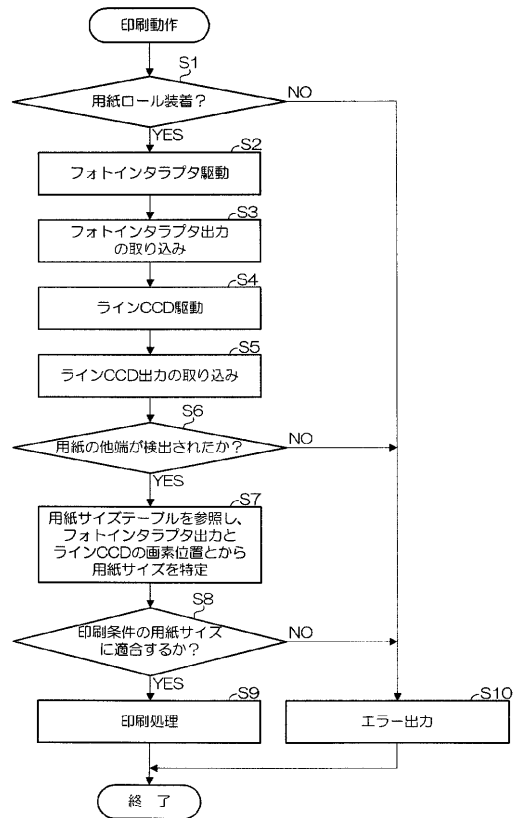 印刷動作
S1
用紙ロール装着？
NO
YES
S2
フォトインタラプタ駆動
S3
フォトインタラプタ出力
の取り込み
S4
ラインCCD駆動
S5
ラインCCD出力の取り込み
S6
用紙の他端が検出されたか？
NO
YES
S7
用紙サイズテーブルを参照し、
フォトインタラプタ出力と
ラインCCDの画素位置とから
用紙サイズを特定
S8
印刷条件の用紙サイズ
に適合するか？
NO
YES
S9
印刷処理
S10
エラー出力
終 了